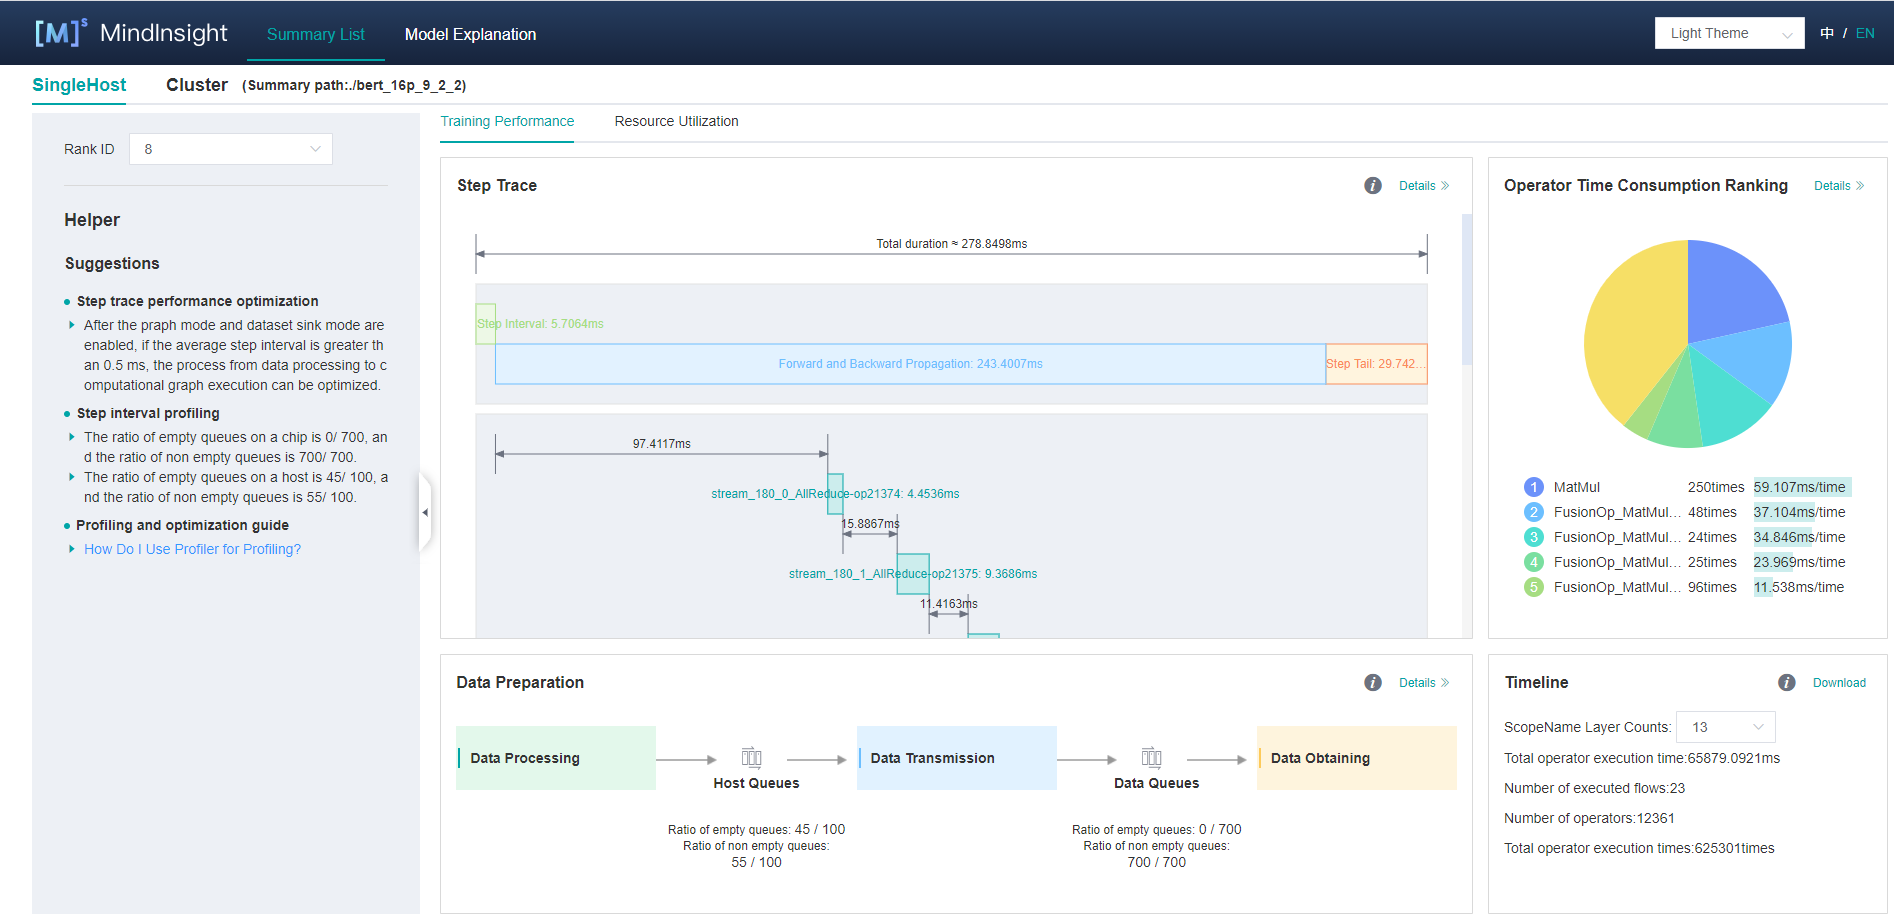 [M]s MindInsight
Summary List
Model Explanation
Light Theme
中 / EN
SingleHost
Cluster
(Summary path:./bert_16p_9_2_2)
Rank ID
8
Helper
Suggestions
Step trace performance optimization
After the praph mode and dataset sink mode are
enabled, if the average step interval is greater th
an 0.5 ms, the process from data processing to c
omputational graph execution can be optimized.
Step interval profiling
The ratio of empty queues on a chip is 0/ 700, an
d the ratio of non empty queues is 700/ 700.
The ratio of empty queues on a host is 45/ 100, a
nd the ratio of non empty queues is 55/ 100.
Profiling and optimization guide
How Do I Use Profiler for Profiling?
Training Performance
Resource Utilization
Step Trace
i
Details
Total duration ≈ 278.8498ms
Step Interval: 5.7064ms
Forward and Backward Propagation: 243.4007ms
Step Tail: 29.742...
97.4117ms
stream_180_0_AllReduce-op21374: 4.4536ms
15.8867ms
stream_180_1_AllReduce-op21375: 9.3686ms
11.4163ms
Operator Time Consumption Ranking
Details
1 MatMul 250times 59.107ms/time
2 FusionOp_MatMul... 48times 37.104ms/time
3 FusionOp_MatMul... 24times 34.846ms/time
4 FusionOp_MatMul... 25times 23.969ms/time
5 FusionOp_MatMul... 96times 11.538ms/time
Data Preparation
i
Details
Data Processing
Host Queues
Data Transmission
Data Queues
Data Obtaining
Ratio of empty queues: 45 / 100
Ratio of non empty queues:
55 / 100
Ratio of empty queues: 0 / 700
Ratio of non empty queues:
700 / 700
Timeline
i
Download
ScopeName Layer Counts: 13
Total operator execution time:65879.0921ms
Number of executed flows:23
Number of operators:12361
Total operator execution times:625301times